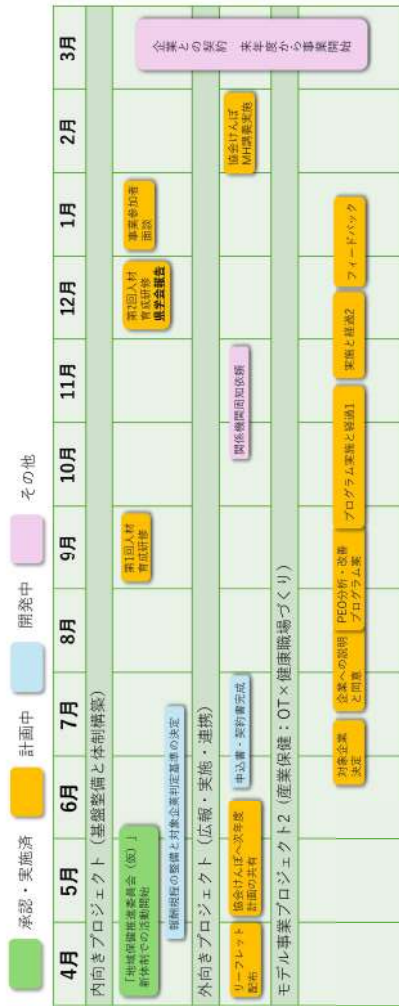 承認・実施済
計画中
開発中
その他
4月
5月
6月
7月
8月
9月
10月
11月
12月
1月
2月
3月
内向きプロジェクト（基盤整備と体制構築）
「地域保健推進委員会（仮）」
新体制での活動開始
第1回人材
育成研修
第2回人材
育成研修
県学会報告
事業参加者
面談
報酬規程の整備と対象企業判定基準の決定
企業との契約　来年度から事業開始
外向きプロジェクト（広報・実施・連携）
リーフレット
配布
協会けんぽへ次年度
計画の共有
申込書・契約書完成
関係機関周知依頼
協会けんぽ
MH講義実施
モデル事業プロジェクト2（産業保健：OT×健康職場づくり）
対象企業
決定
企業への説明
と同意
PEO分析・改善
プログラム案
プログラム実施と経過1
実施と経過2
フィードバック